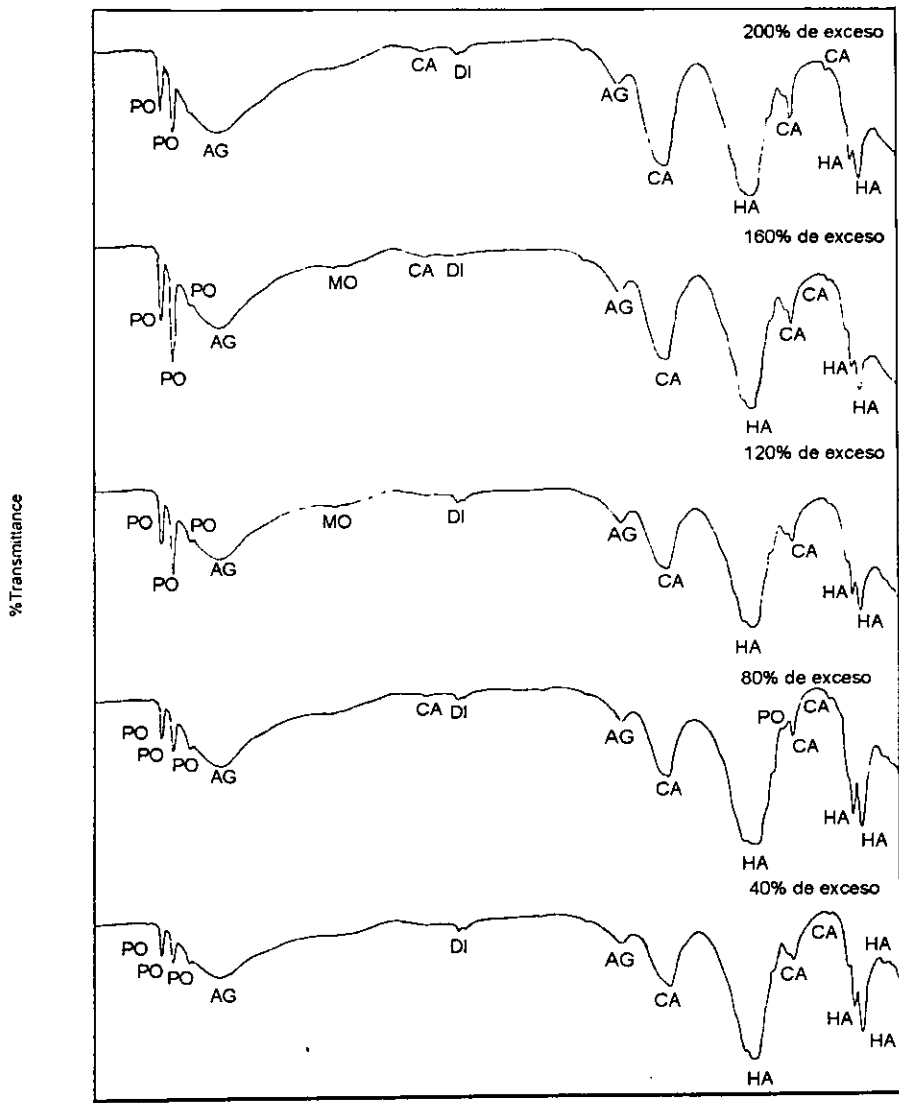 200% de exceso
CA
CA
DI
PO
AG
PO
AG
CA
CA
HA
HA
HA
160% de exceso
PO
MO
CA
DI
CA
PO
AG
AG
CA
PO
CA
HA
HA
HA
120% de exceso
PO
PO
MO
DI
CA
AG
PO
AG
CA
HA
HA
HA
%Transmittance
80% de exceso
CA
DI
CA
PO
PO
PO
PO
AG
CA
AG
CA
HA
HA
HA
40% de exceso
PO
PO
PO
DI
AG
CA
CA
HA
AG
CA
HA
HA
HA